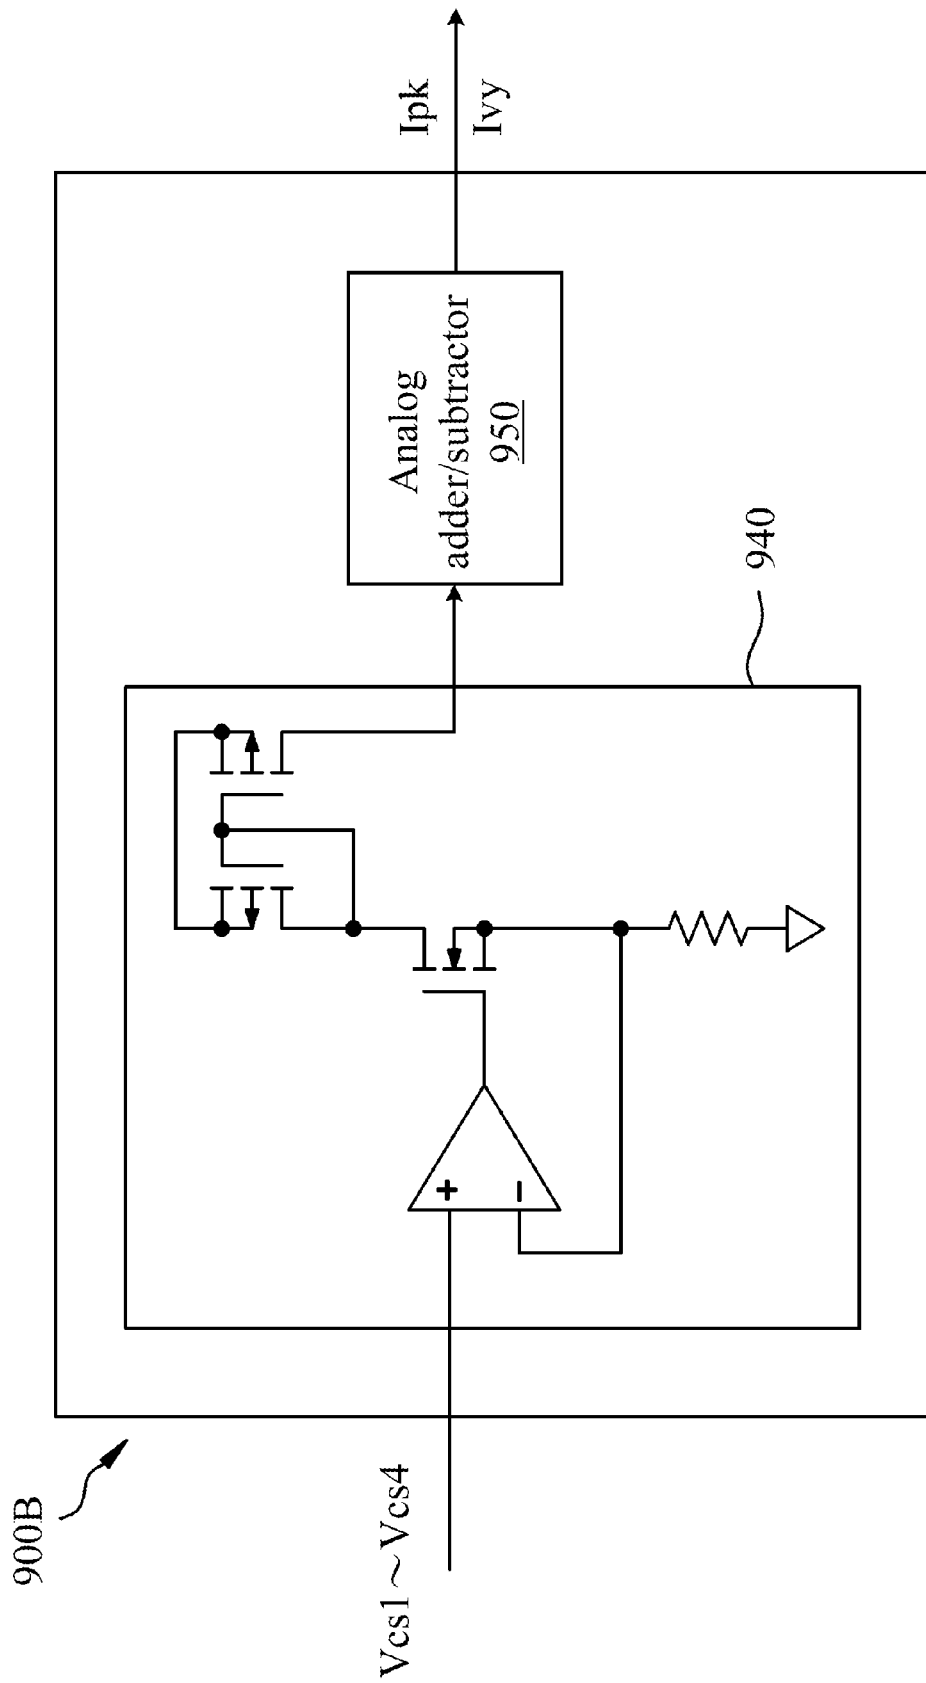 900B
Vcs1～Vcs4
+
−
940
Analog
adder/subtractor
950
Ipk
Ivy